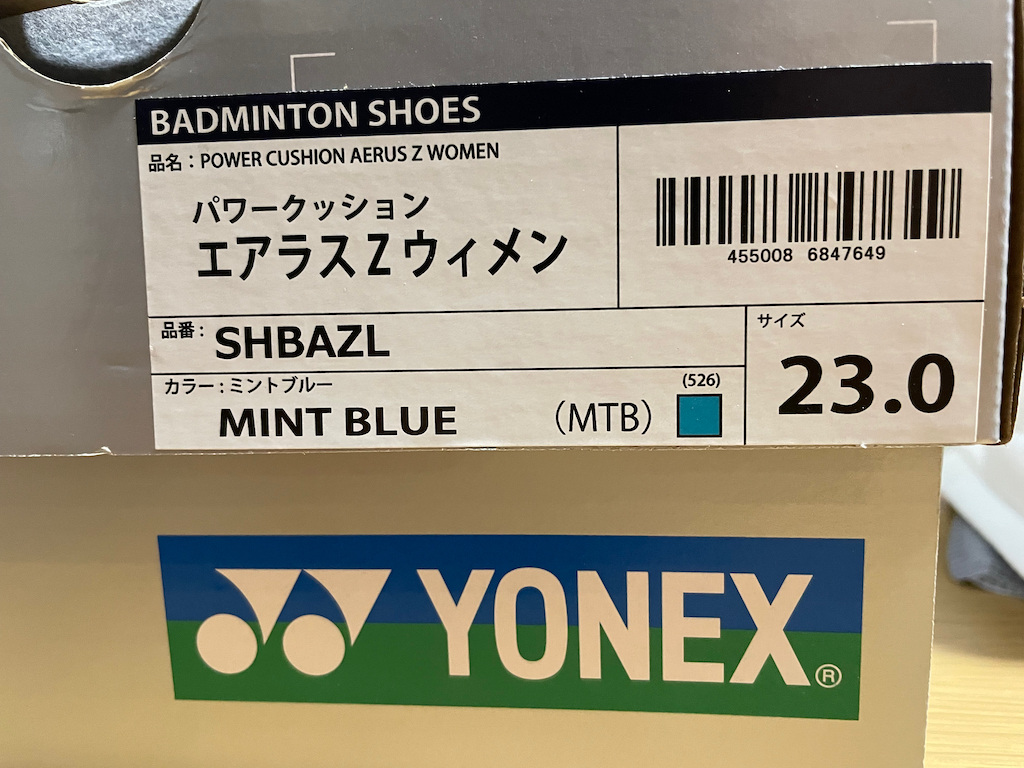 BADMINTON SHOES
品名：POWER CUSHION AERUS Z WOMEN
パワークッション
エアラスZウィメン
455008 6847649
品番：SHBAZL
カラー：ミントブルー
MINT BLUE (MTB) (526)
サイズ
23.0
YONEX®